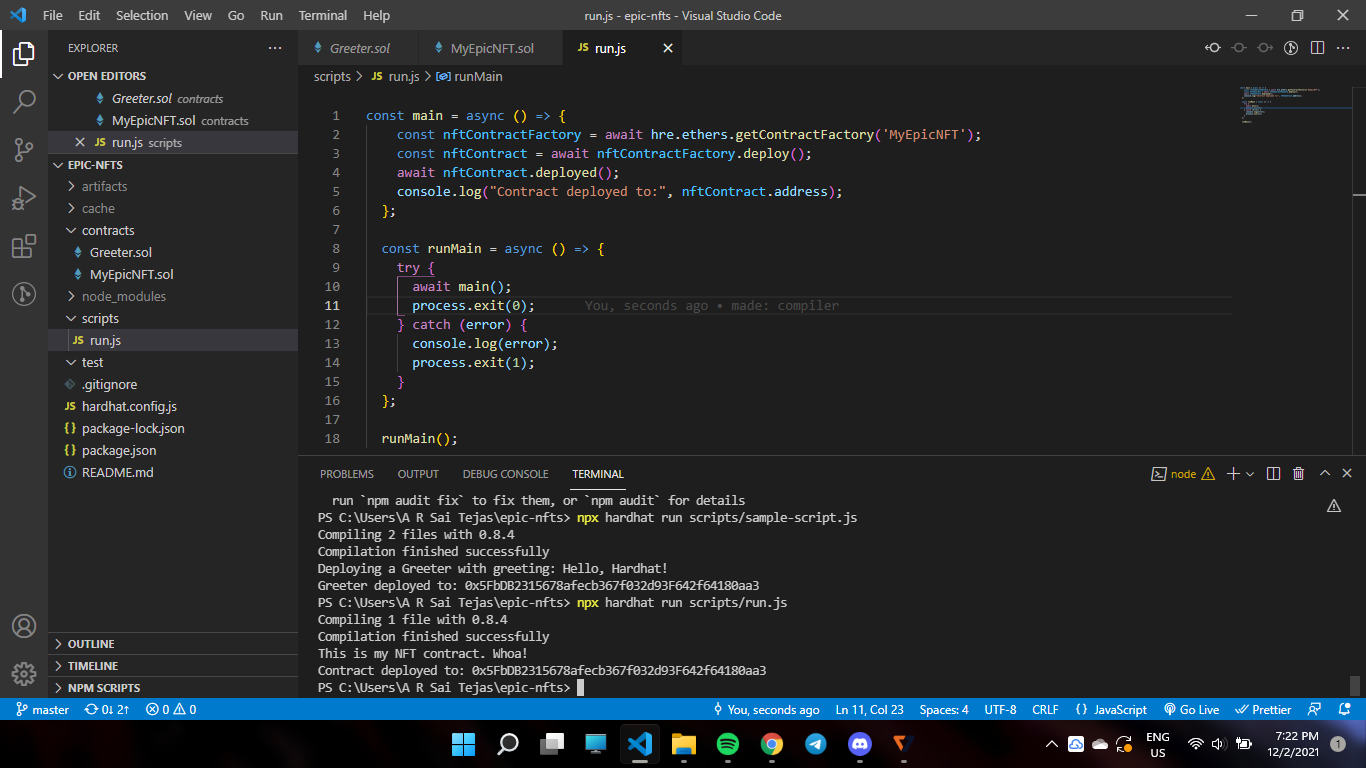 File Edit Selection View Go Run Terminal Help run.js - epic-nfts - Visual Studio Code
EXPLORER
OPEN EDITORS
Greeter.sol contracts
MyEpicNFT.sol contracts
JS run.js scripts
EPIC-NFTS
artifacts
cache
contracts
Greeter.sol
MyEpicNFT.sol
node_modules
scripts
JS run.js
test
.gitignore
JS hardhat.config.js
{} package-lock.json
{} package.json
README.md
OUTLINE
TIMELINE
NPM SCRIPTS
Greeter.sol MyEpicNFT.sol JS run.js
scripts > JS run.js > runMain
1 const main = async () => {
2 const nftContractFactory = await hre.ethers.getContractFactory('MyEpicNFT');
3 const nftContract = await nftContractFactory.deploy();
4 await nftContract.deployed();
5 console.log("Contract deployed to:", nftContract.address);
6 };
7
8 const runMain = async () => {
9 try {
10 await main();
11 process.exit(0); You, seconds ago • made: compiler
12 } catch (error) {
13 console.log(error);
14 process.exit(1);
15 }
16 };
17
18 runMain();
PROBLEMS OUTPUT DEBUG CONSOLE TERMINAL node
run `npm audit fix` to fix them, or `npm audit` for details
PS C:\Users\A R Sai Tejas\epic-nfts> npx hardhat run scripts/sample-script.js
Compiling 2 files with 0.8.4
Compilation finished successfully
Deploying a Greeter with greeting: Hello, Hardhat!
Greeter deployed to: 0x5FbDB2315678afecb367f032d93F642f64180aa3
PS C:\Users\A R Sai Tejas\epic-nfts> npx hardhat run scripts/run.js
Compiling 1 file with 0.8.4
Compilation finished successfully
This is my NFT contract. Whoa!
Contract deployed to: 0x5FbDB2315678afecb367f032d93F642f64180aa3
PS C:\Users\A R Sai Tejas\epic-nfts>
master 0↓ 2↑ 0 0 You, seconds ago Ln 11, Col 23 Spaces: 4 UTF-8 CRLF {} JavaScript Go Live Prettier
ENG
US
7:22 PM
12/2/2021
1